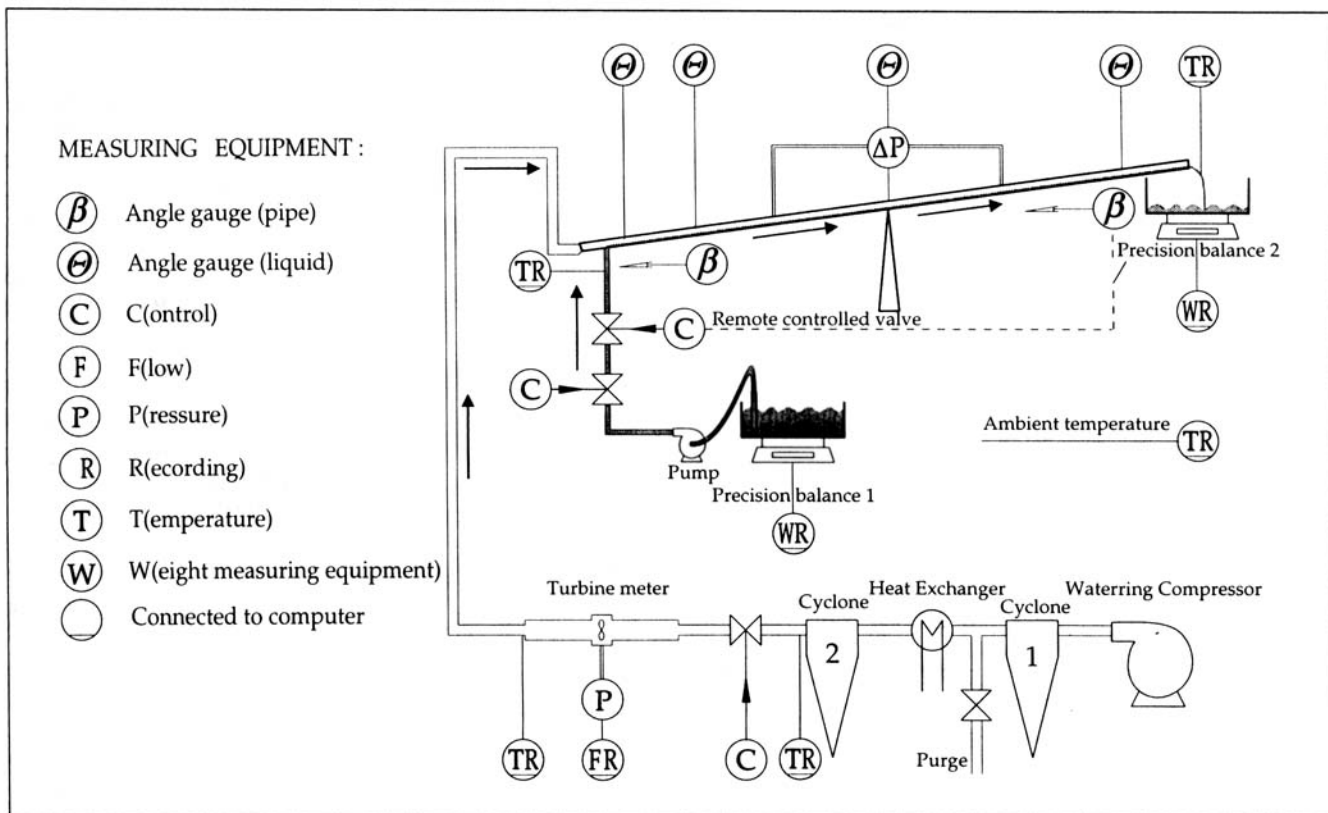 Θ Θ Θ Θ TR
MEASURING EQUIPMENT :
ΔP
β Angle gauge (pipe)
β
Θ Angle gauge (liquid)
TR β Precision balance 2
C C(ontrol)
WR
C Remote controlled valve
F F(low)
C
P P(ressure)
Ambient temperature TR
R R(ecording)
Pump
Precision balance 1
T T(emperature)
WR
W W(eight measuring equipment)
Turbine meter Cyclone Heat Exchanger Cyclone Waterring Compressor
Connected to computer
2 M 1
P
TR FR C TR Purge